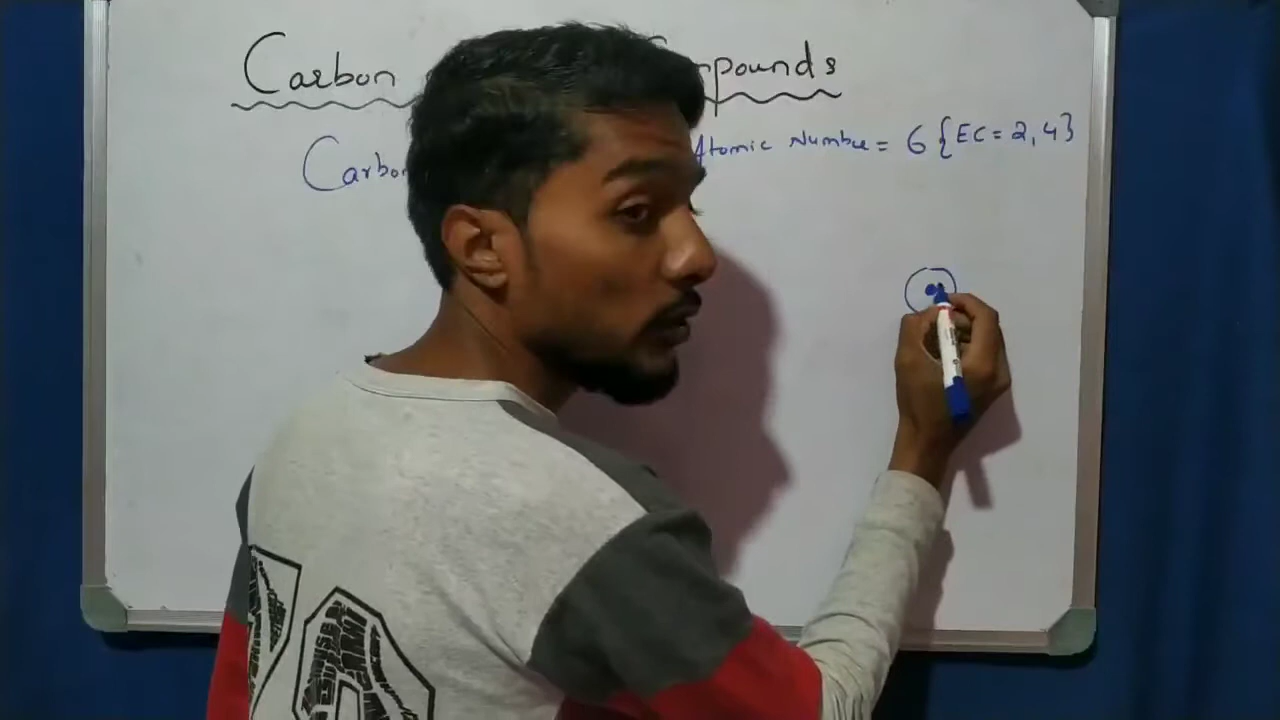 Carbon pounds
Carbon Atomic Number = 6 {EC = 2, 4}